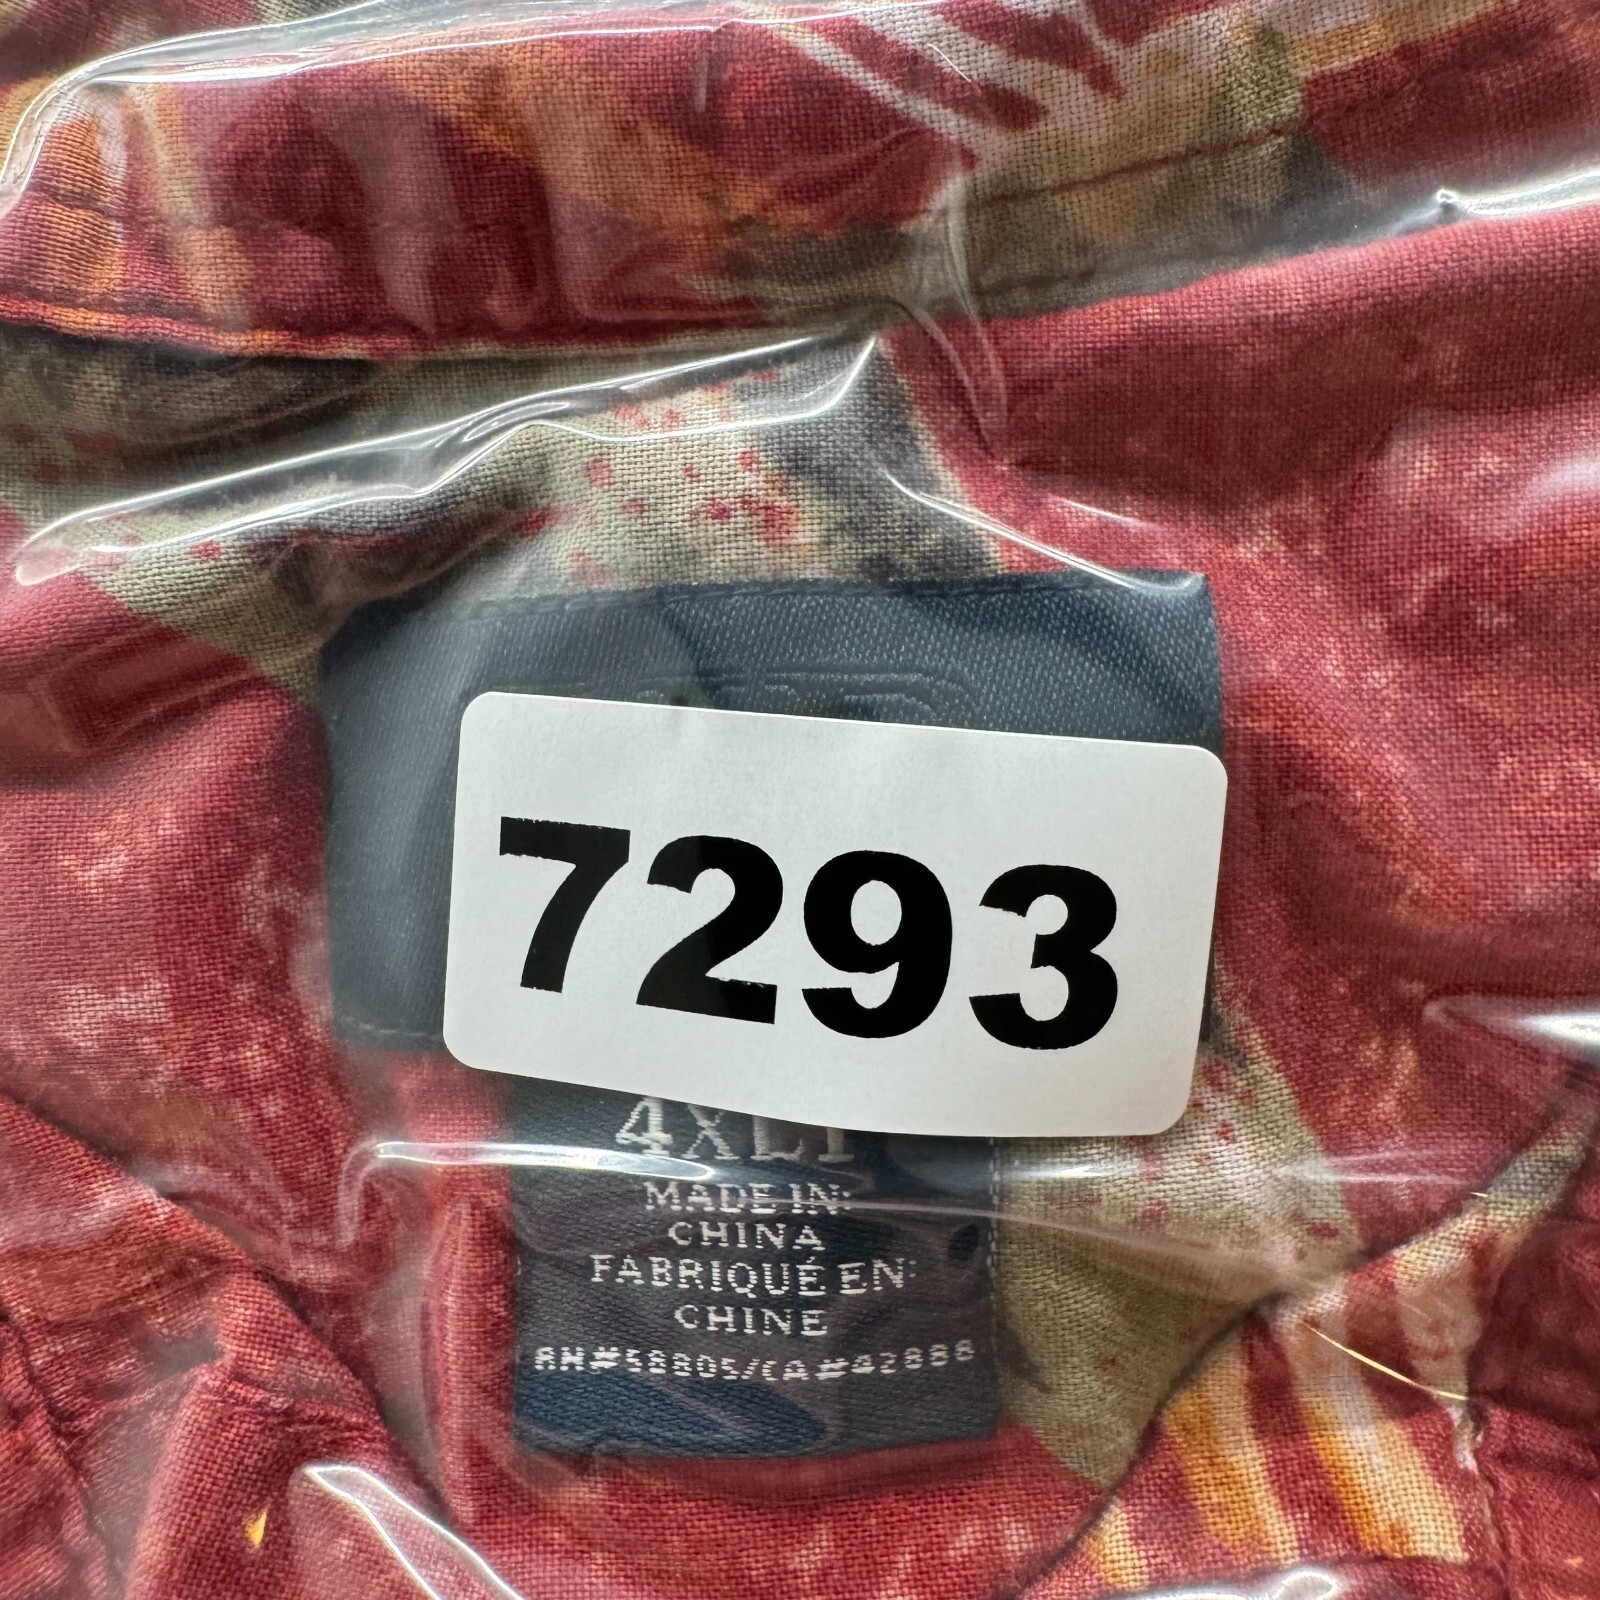 7293
4XLT
MADE IN:
CHINA
FABRIQUÉ EN:
CHINE
RN#58805/CA#42888